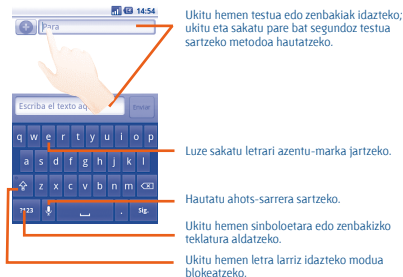 14:54
Para
Escriba el texto aq
Enviar
q w e r t y u i o p
a s d f g h j k l
z x c v b n m
?123 . Sig.
Ukitu hemen testua edo zenbakiak idazteko;
ukitu eta sakatu pare bat segundoz testua
sartzeko metodoa hautatzeko.
Luze sakatu letrari azentu-marka jartzeko.
Hautatu ahots-sarrera sartzeko.
Ukitu hemen sinboloetara edo zenbakizko
teklatura aldatzeko.
Ukitu hemen letra larriz idazteko modua
blokeatzeko.